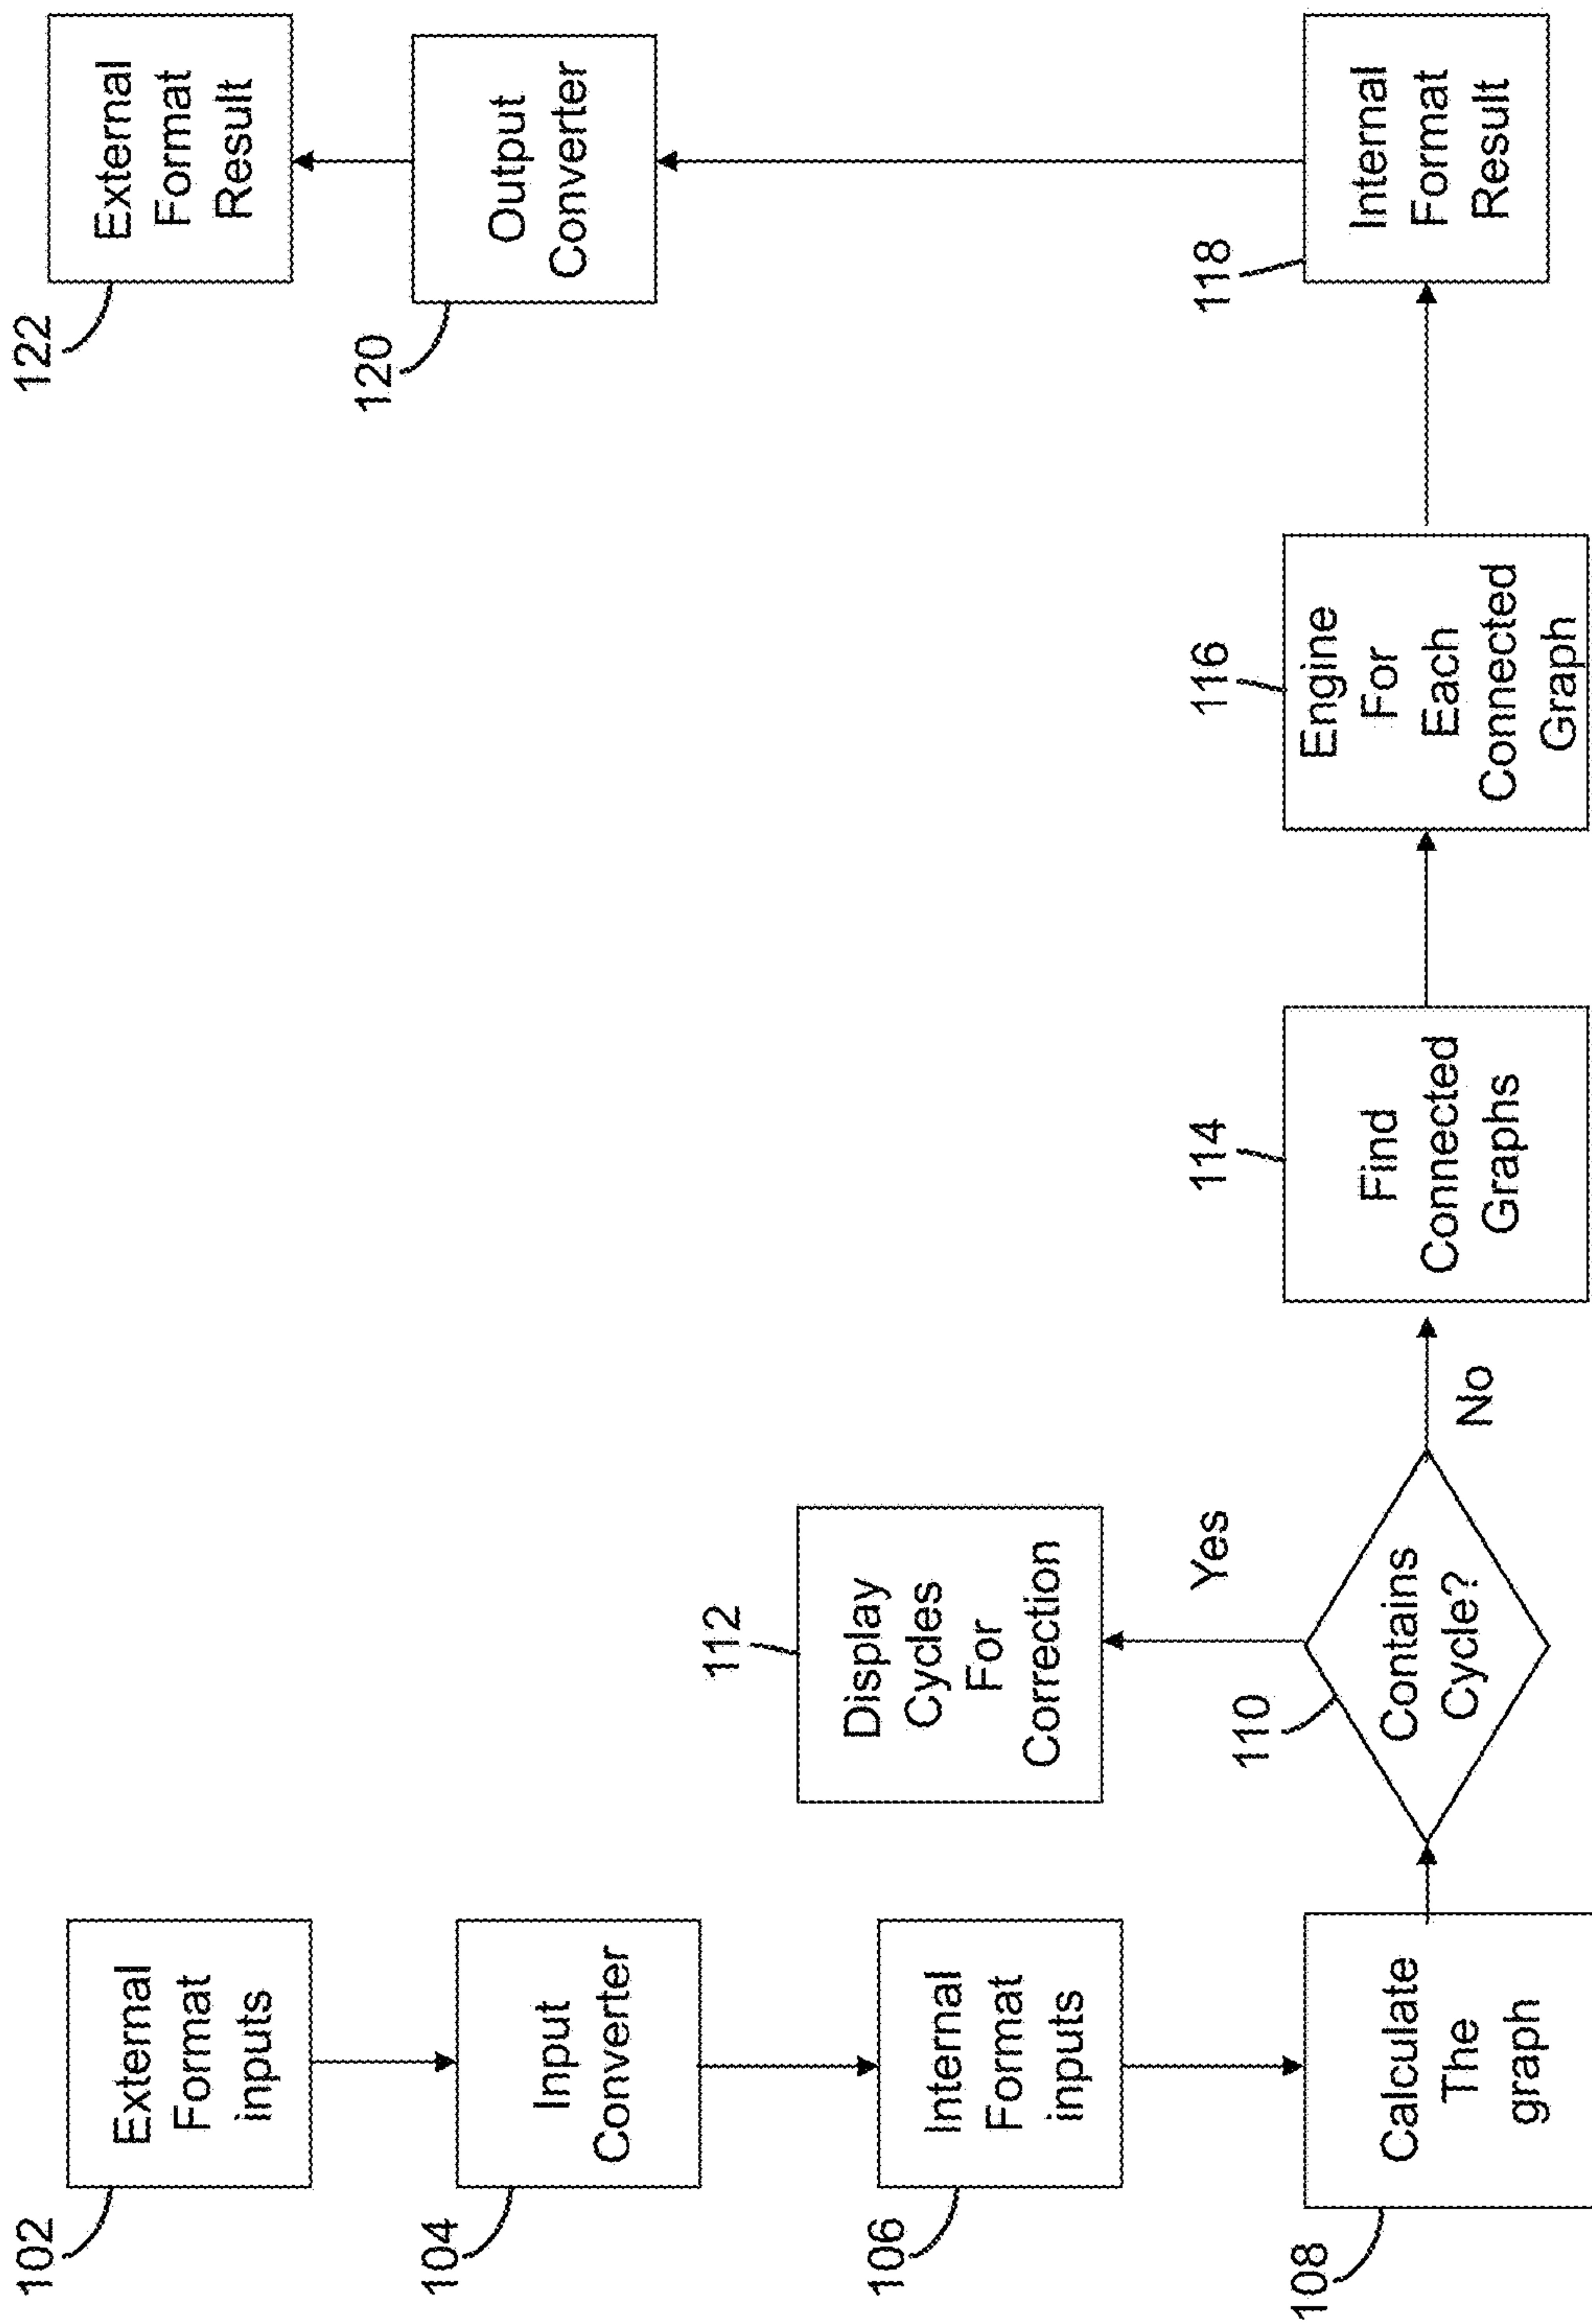 102
External
Format
inputs
104
Input
Converter
106
Internal
Format
inputs
108
Calculate
The
graph
110
Contains
Cycle?
Yes
112
Display
Cycles
For
Correction
No
114
Find
Connected
Graphs
116
Engine
For
Each
Connected
Graph
118
Internal
Format
Result
120
Output
Converter
122
External
Format
Result